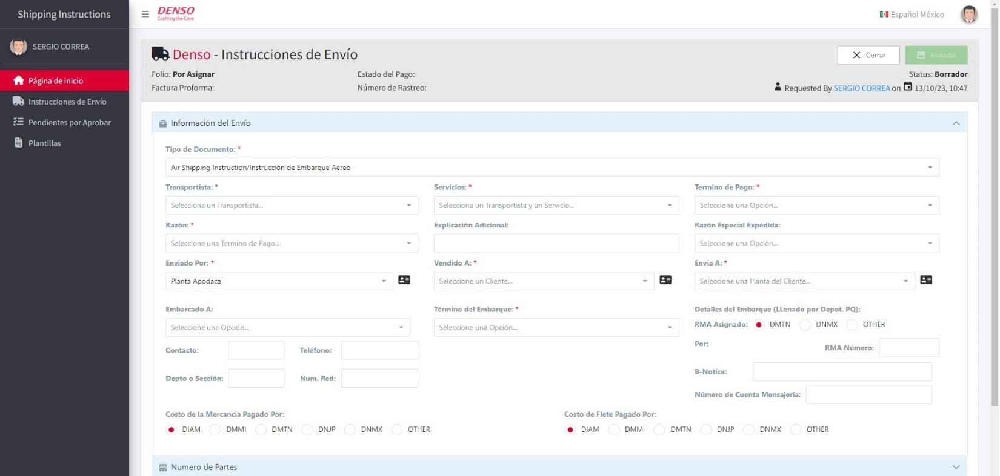 Shipping Instructions
DENSO
Crafting the Core
Español México
SERGIO CORREA
Página de inicio
Instrucciones de Envío
Pendientes por Aprobar
Plantillas
Denso - Instrucciones de Envío
Cerrar
Guardar
Folio: Por Asignar
Estado del Pago:
Status: Borrador
Factura Proforma:
Número de Rastreo:
Requested By SERGIO CORREA on 13/10/23, 10:47
Información del Envío
Tipo de Documento: *
Air Shipping Instruction/Instrucción de Embarque Aereo
Transportista: *
Servicios: *
Termino de Pago: *
Selecciona un Transportista...
Selecciona un Transportista y un Servicio...
Seleccione una Opción...
Razón: *
Explicación Adicional:
Razón Especial Expedida:
Seleccione una Termino de Pago...
Seleccione una Opción...
Enviado Por: *
Vendido A: *
Envia A: *
Planta Apodaca
Seleccione un Cliente...
Seleccione una Planta del Cliente...
Embarcado A:
Término del Embarque: *
Detalles del Embarque (LLenado por Depot. PQ):
Seleccione una Opción...
Seleccione una Opción...
RMA Asignado: DMTN DNMX OTHER
Contacto:
Teléfono:
Por:
RMA Número:
Depto o Sección:
Num. Red:
B-Notice:
Número de Cuenta Mensajería:
Costo de la Mercancía Pagado Por:
Costo de Flete Pagado Por:
DIAM DMMI DMTN DNJP DNMX OTHER
DIAM DMMI DMTN DNJP DNMX OTHER
Numero de Partes